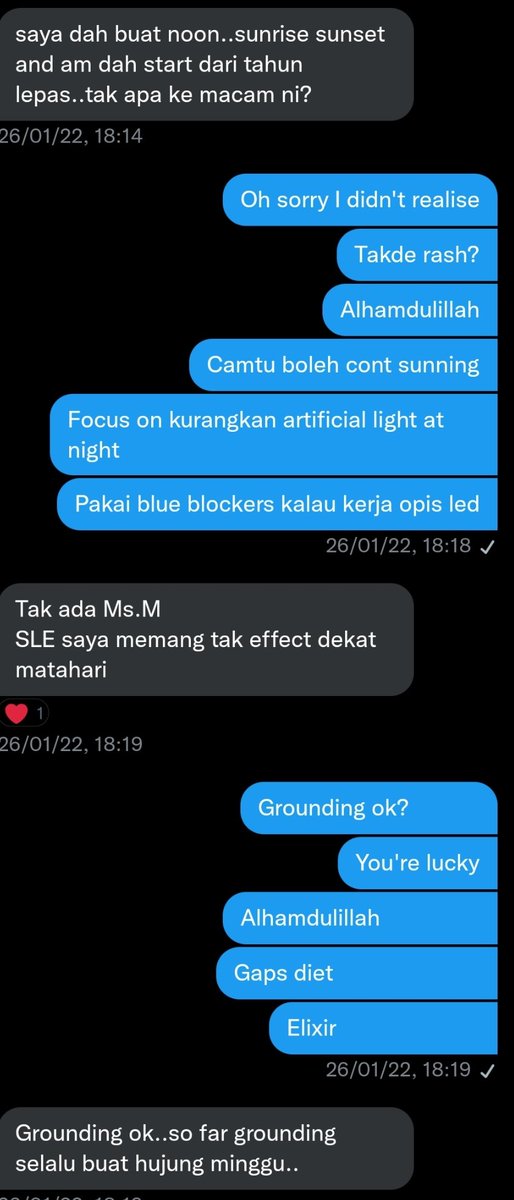 saya dah buat noon..sunrise sunset
and am dah start dari tahun
lepas..tak apa ke macam ni?
26/01/22, 18:14
Oh sorry I didn't realise
Takde rash?
Alhamdulillah
Camtu boleh cont sunning
Focus on kurangkan artificial light at
night
Pakai blue blockers kalau kerja opis led
26/01/22, 18:18
Tak ada Ms.M
SLE saya memang tak effect dekat
matahari
❤️ 1
26/01/22, 18:19
Grounding ok?
You're lucky
Alhamdulillah
Gaps diet
Elixir
26/01/22, 18:19
Grounding ok..so far grounding
selalu buat hujung minggu..